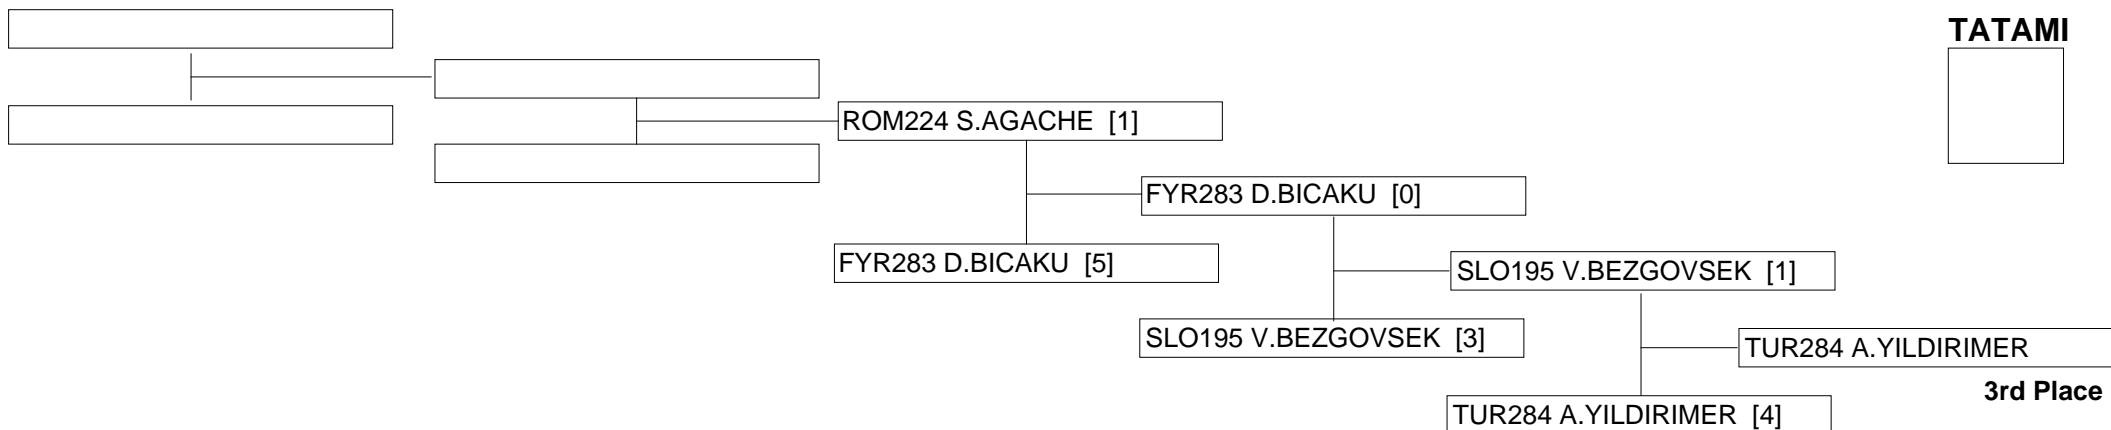 TATAMI
ROM224 S.AGACHE [1]
FYR283 D.BICAKU [0]
FYR283 D.BICAKU [5]
SLO195 V.BEZGOVSEK [1]
SLO195 V.BEZGOVSEK [3]
TUR284 A.YILDIRIMER
3rd Place
TUR284 A.YILDIRIMER [4]